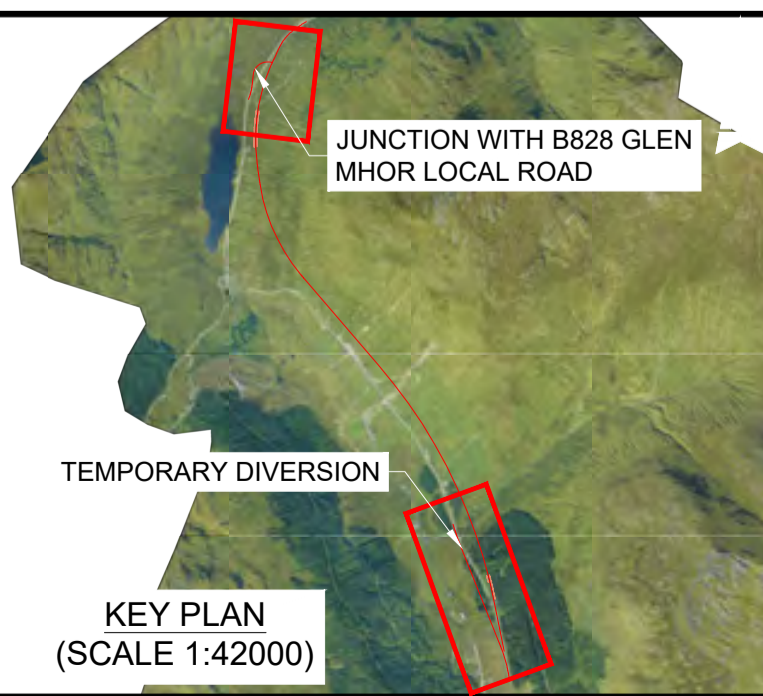 JUNCTION WITH B828 GLEN
MHOR LOCAL ROAD
TEMPORARY DIVERSION
KEY PLAN
(SCALE 1:42000)